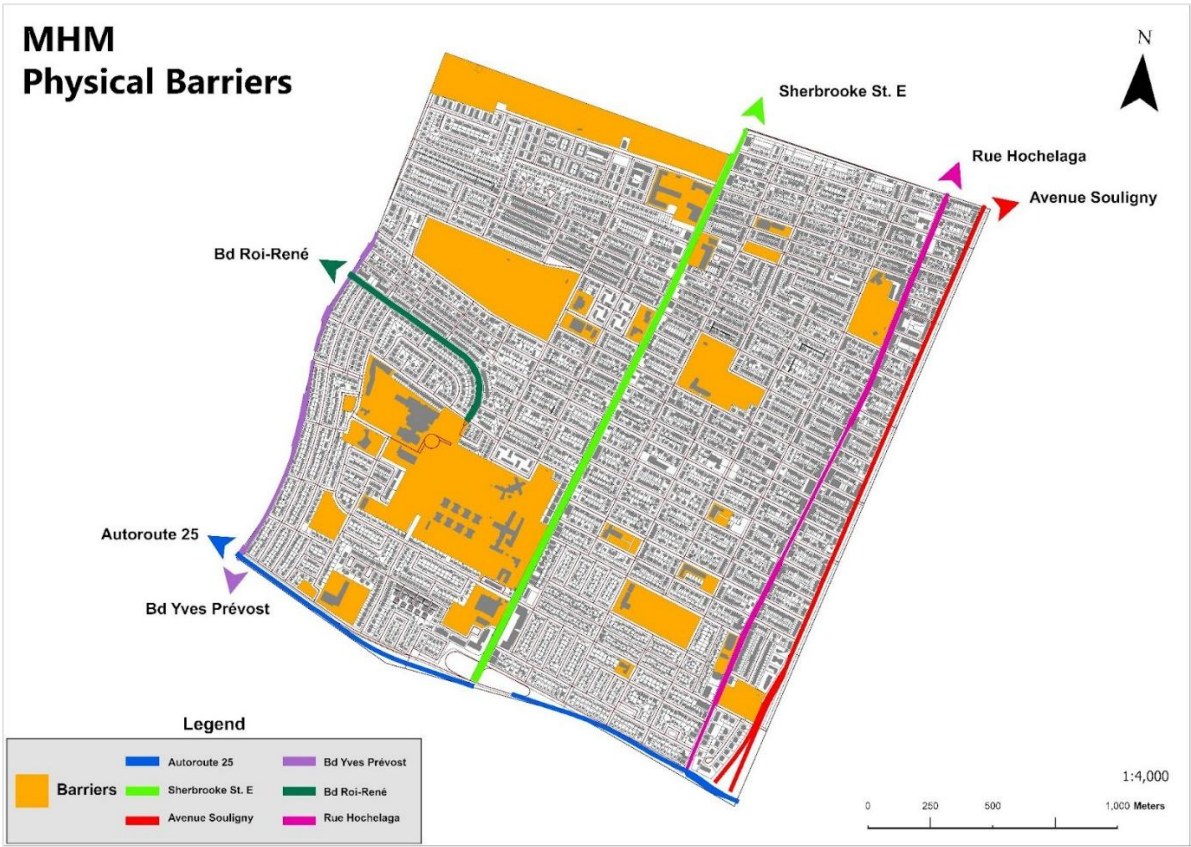 MHM
Physical Barriers
N
Sherbrooke St. E
Rue Hochelaga
Avenue Souligny
Bd Roi-René
Autoroute 25
Bd Yves Prévost
Legend
Barriers
Autoroute 25
Bd Yves Prévost
Sherbrooke St. E
Bd Roi-René
Avenue Souligny
Rue Hochelaga
1:4,000
0 250 500 1,000 Meters